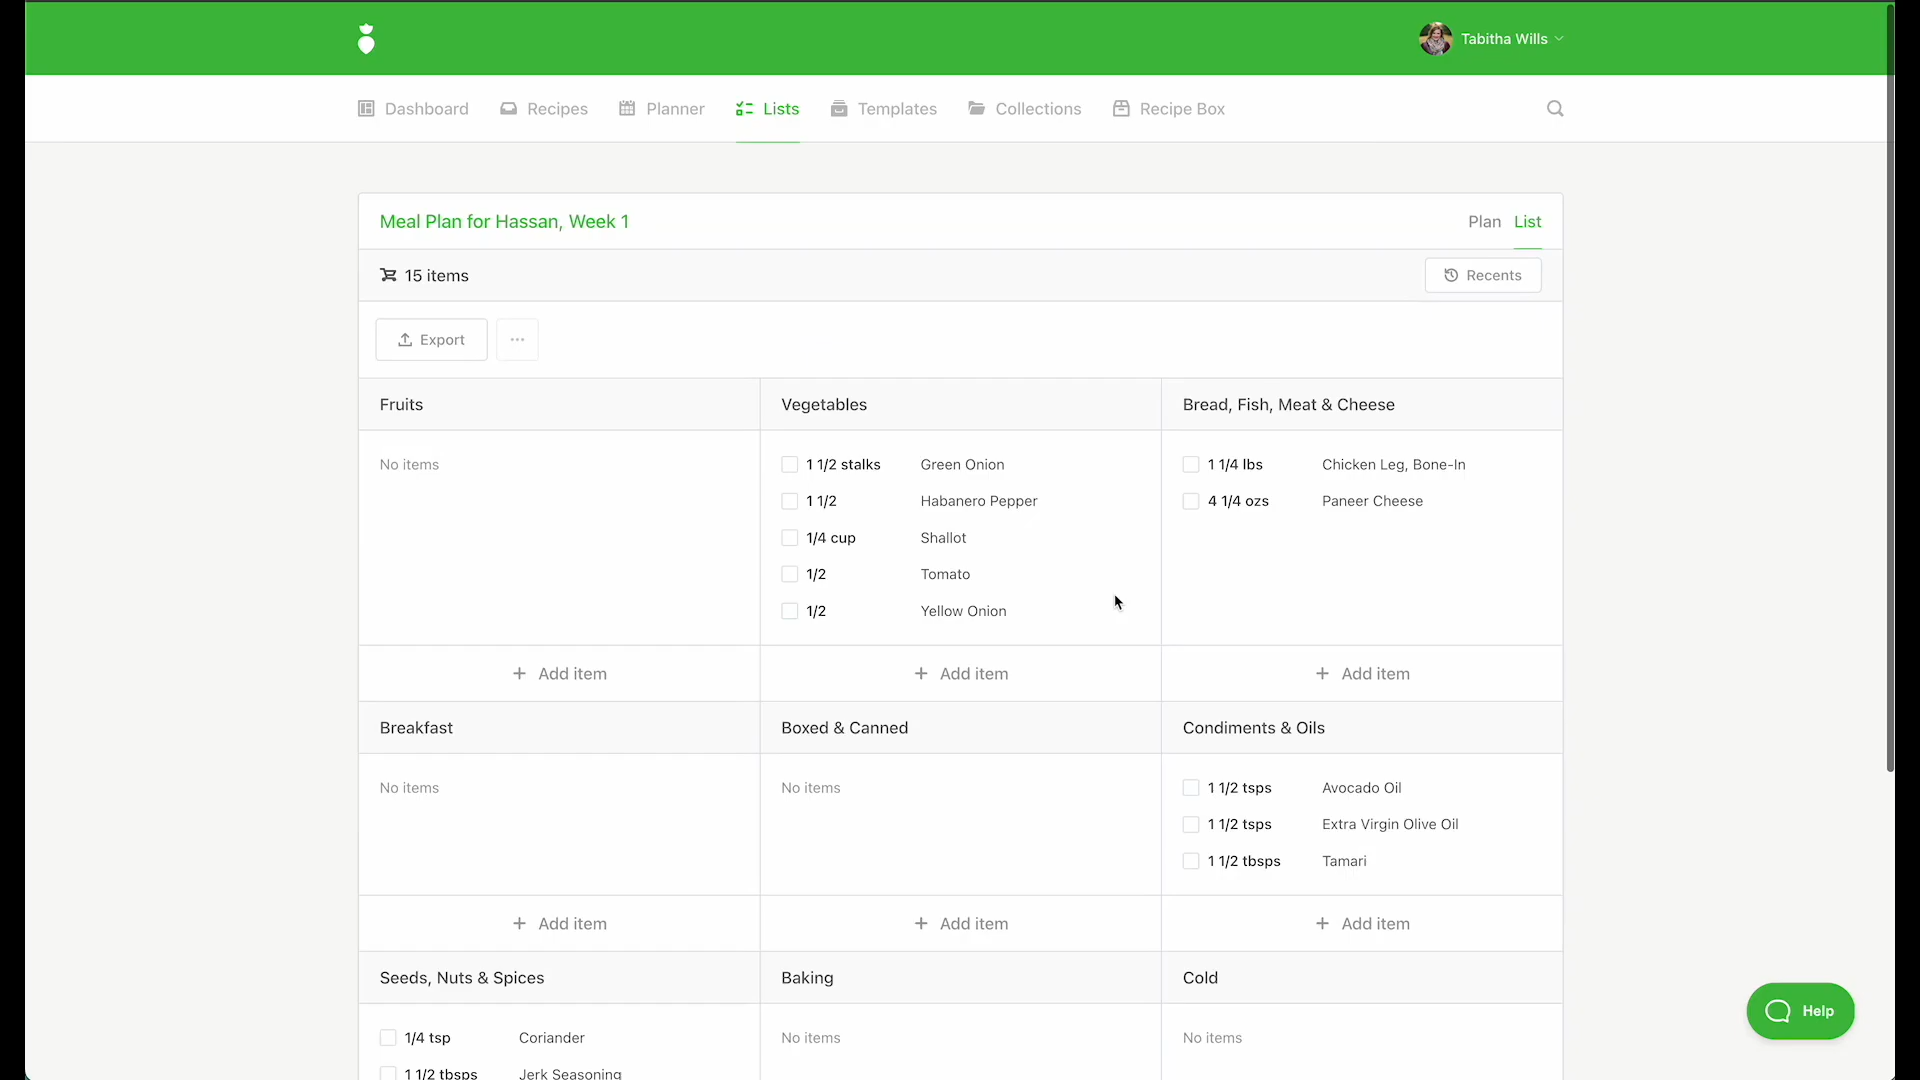 Tabitha Wills
Dashboard Recipes Planner Lists Templates Collections Recipe Box
Meal Plan for Hassan, Week 1
Plan List
15 items
Recents
Export
Fruits
No items
Add item
Vegetables
1 1/2 stalks Green Onion
1 1/2 Habanero Pepper
1/4 cup Shallot
1/2 Tomato
1/2 Yellow Onion
Add item
Bread, Fish, Meat & Cheese
1 1/4 lbs Chicken Leg, Bone-In
4 1/4 ozs Paneer Cheese
Add item
Breakfast
No items
Add item
Boxed & Canned
No items
Add item
Condiments & Oils
1 1/2 tsps Avocado Oil
1 1/2 tsps Extra Virgin Olive Oil
1 1/2 tbsps Tamari
Add item
Seeds, Nuts & Spices
1/4 tsp Coriander
1 1/2 tbsps Jerk Seasoning
Baking
No items
Cold
No items
Help